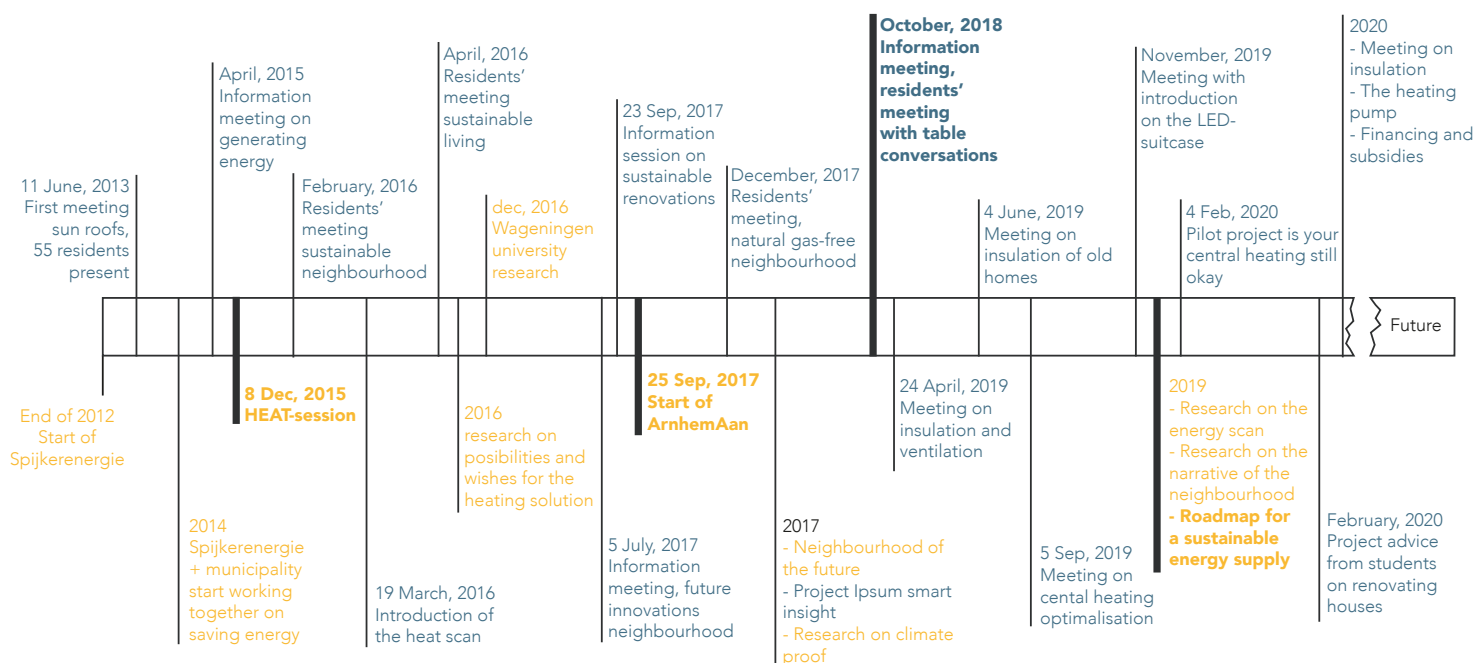 11 June, 2013
First meeting
sun roofs,
55 residents
present
April, 2015
Information
meeting on
generating
energy
February, 2016
Residents'
meeting
sustainable
neighbourhood
April, 2016
Residents'
meeting
sustainable
living
dec, 2016
Wageningen
university
research
23 Sep, 2017
Information
session on
sustainable
renovations
December, 2017
Residents'
meeting,
natural gas-free
neighbourhood
October, 2018
Information
meeting,
residents'
meeting
with table
conversations
4 June, 2019
Meeting on
insulation of old
homes
November, 2019
Meeting with
introduction
on the LED-
suitcase
4 Feb, 2020
Pilot project is your
central heating still
okay
2020
- Meeting on
insulation
- The heating
pump
- Financing and
subsidies
Future
End of 2012
Start of
Spijkerenergie
2014
Spijkerenergie
+ municipality
start working
together on
saving energy
8 Dec, 2015
HEAT-session
19 March, 2016
Introduction of
the heat scan
2016
research on
posibilities and
wishes for the
heating solution
5 July, 2017
Information
meeting, future
innovations
neighbourhood
25 Sep, 2017
Start of
ArnhemAan
2017
- Neighbourhood of
the future
- Project Ipsum smart
insight
- Research on climate
proof
24 April, 2019
Meeting on
insulation and
ventilation
5 Sep, 2019
Meeting on
cental heating
optimalisation
2019
- Research on the
energy scan
- Research on the
narrative of the
neighbourhood
- Roadmap for
a sustainable
energy supply
February, 2020
Project advice
from students
on renovating
houses